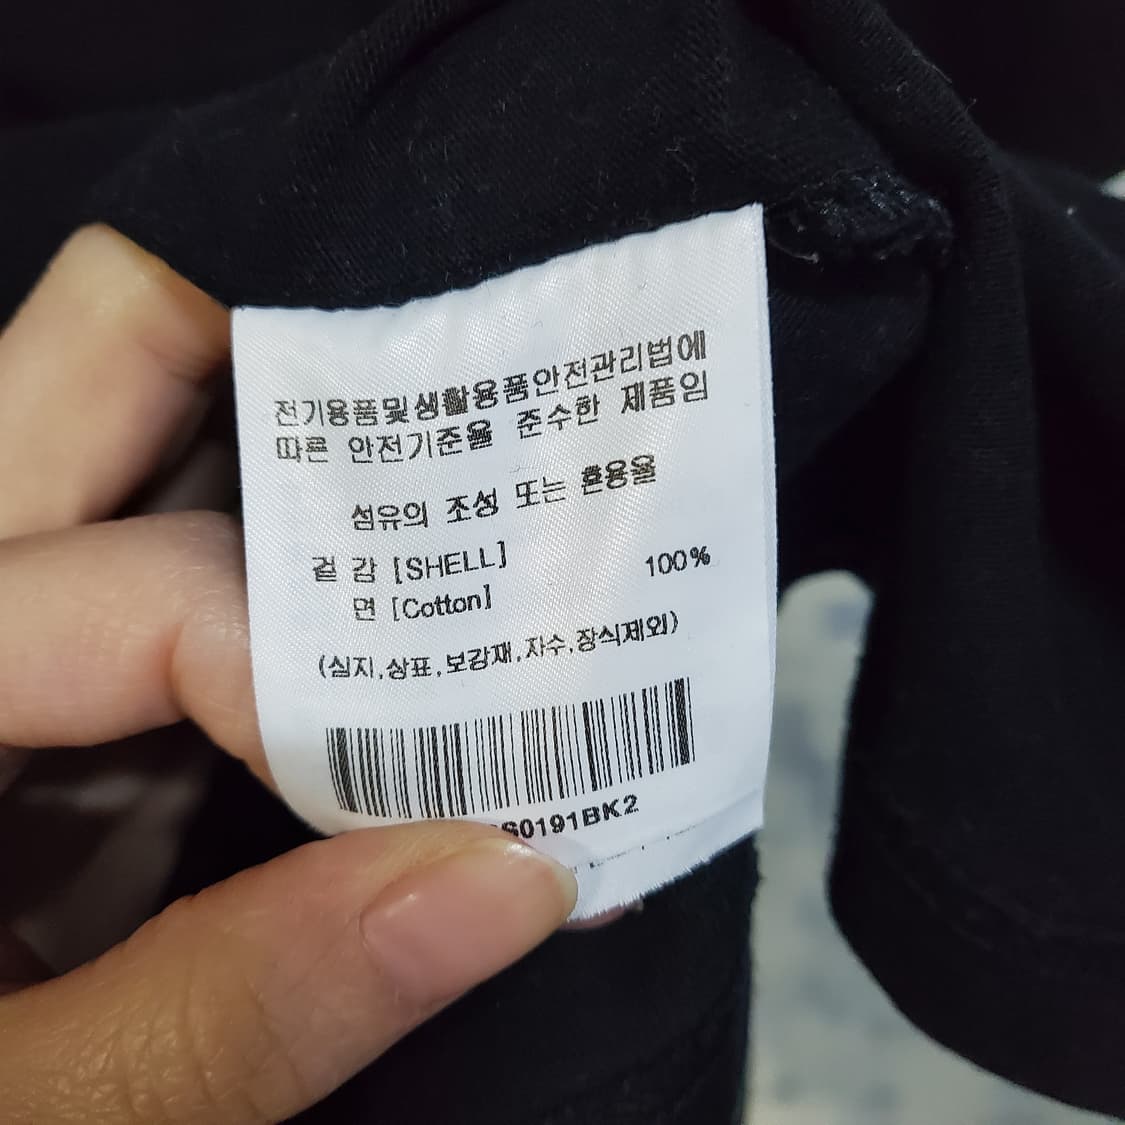 전기용품및생활용품안전관리법에
따른 안전기준을 준수한 제품임
섬유의 조성 또는 혼용율
겉 감 [SHELL]
면 [Cotton] 100%
(심지,상표,보강재,자수,장식제외)
S0191BK2